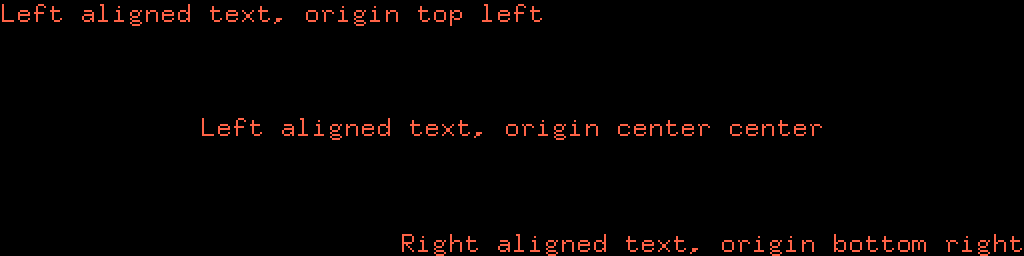 Left aligned text, origin top left
Left aligned text, origin center center
Right aligned text, origin bottom right